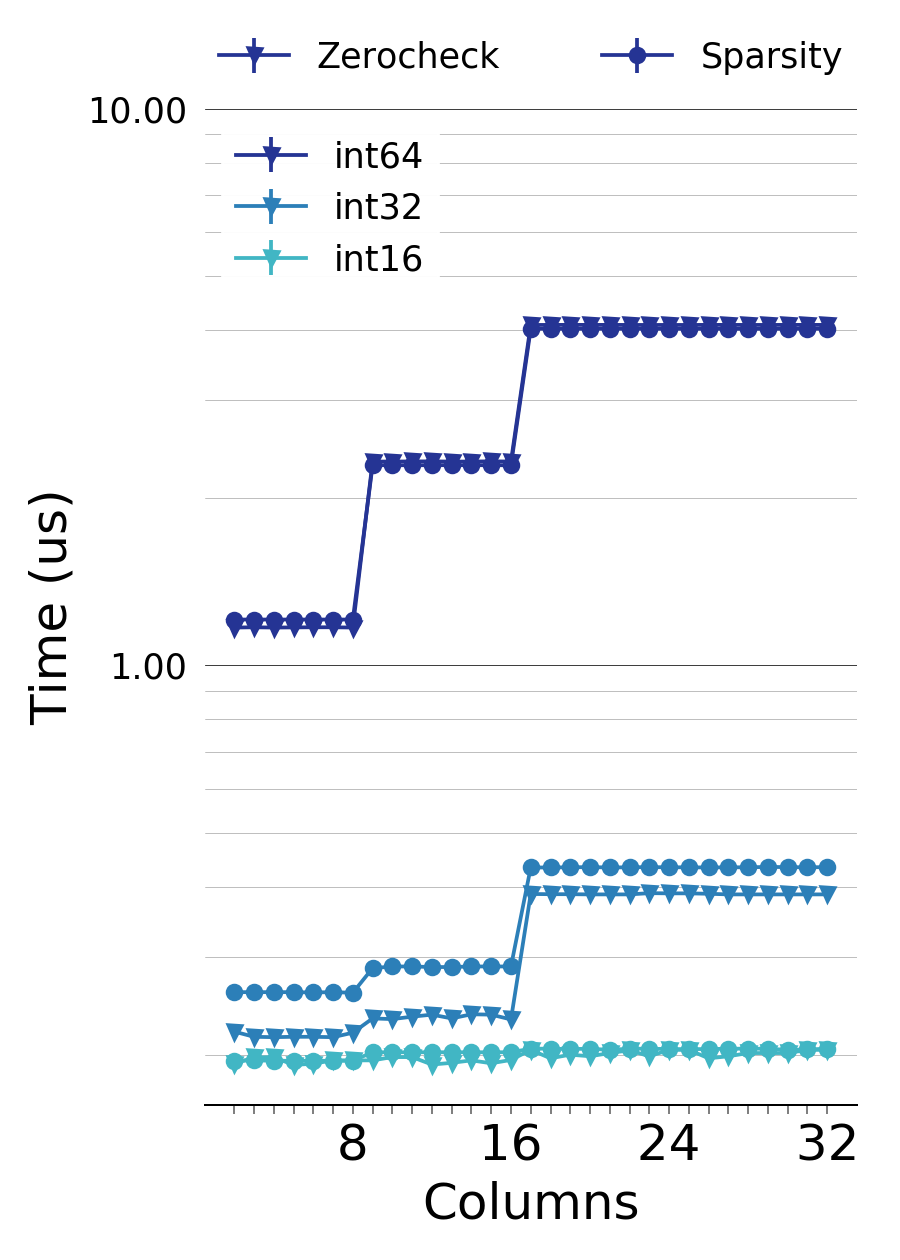 Zerocheck Sparsity
10.00
int64
int32
int16
1.00
Time (us)
8 16 24 32
Columns